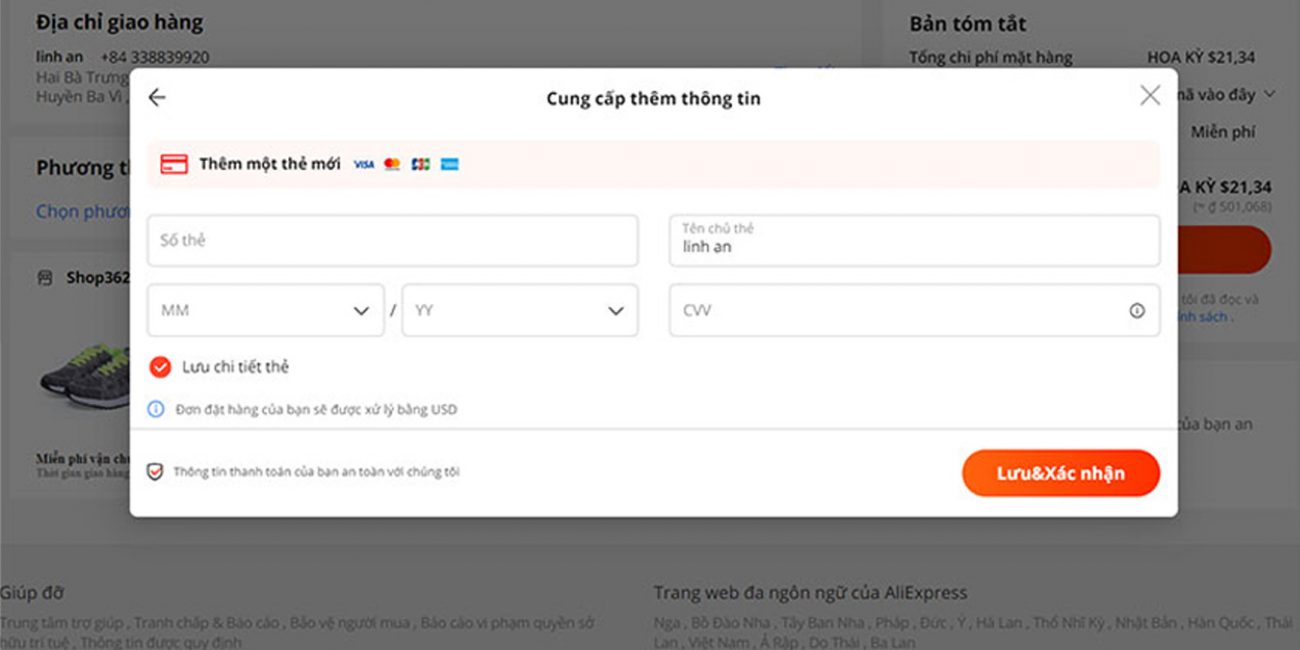 Địa chỉ giao hàng
linh an +84 338839920
Hai Bà Trưng
Huyện Ba Vì,
Phương
Chọn
Shop362
Miễn phí vận
Thời gian giao hàng
Bản tóm tắt
Tổng chi phí mặt hàng HOA KỲ $21,34
mã vào đây
Miễn phí
KỲ $21,34
(~ ₫ 501,068)
tôi đã đọc và
sách .
của bạn an
Cung cấp thêm thông tin
Thêm một thẻ mới VISA
Số thẻ
Tên chủ thẻ
linh an
MM / YY
CVV
Lưu chi tiết thẻ
Đơn đặt hàng của bạn sẽ được xử lý bằng USD
Thông tin thanh toán của bạn an toàn với chúng tôi
Lưu&Xác nhận
Giúp đỡ
Trung tâm trợ giúp , Tranh chấp & Báo cáo , Bảo vệ người mua , Báo cáo vi phạm quyền sở
hữu trí tuệ , Thông tin được quy định
Trang web đa ngôn ngữ của AliExpress
Nga , Bồ Đào Nha , Tây Ban Nha , Pháp , Đức , Ý , Hà Lan , Thổ Nhĩ Kỳ , Nhật Bản , Hàn Quốc , Thái
Lan , Việt Nam , Ả Rập , Do Thái , Ba Lan